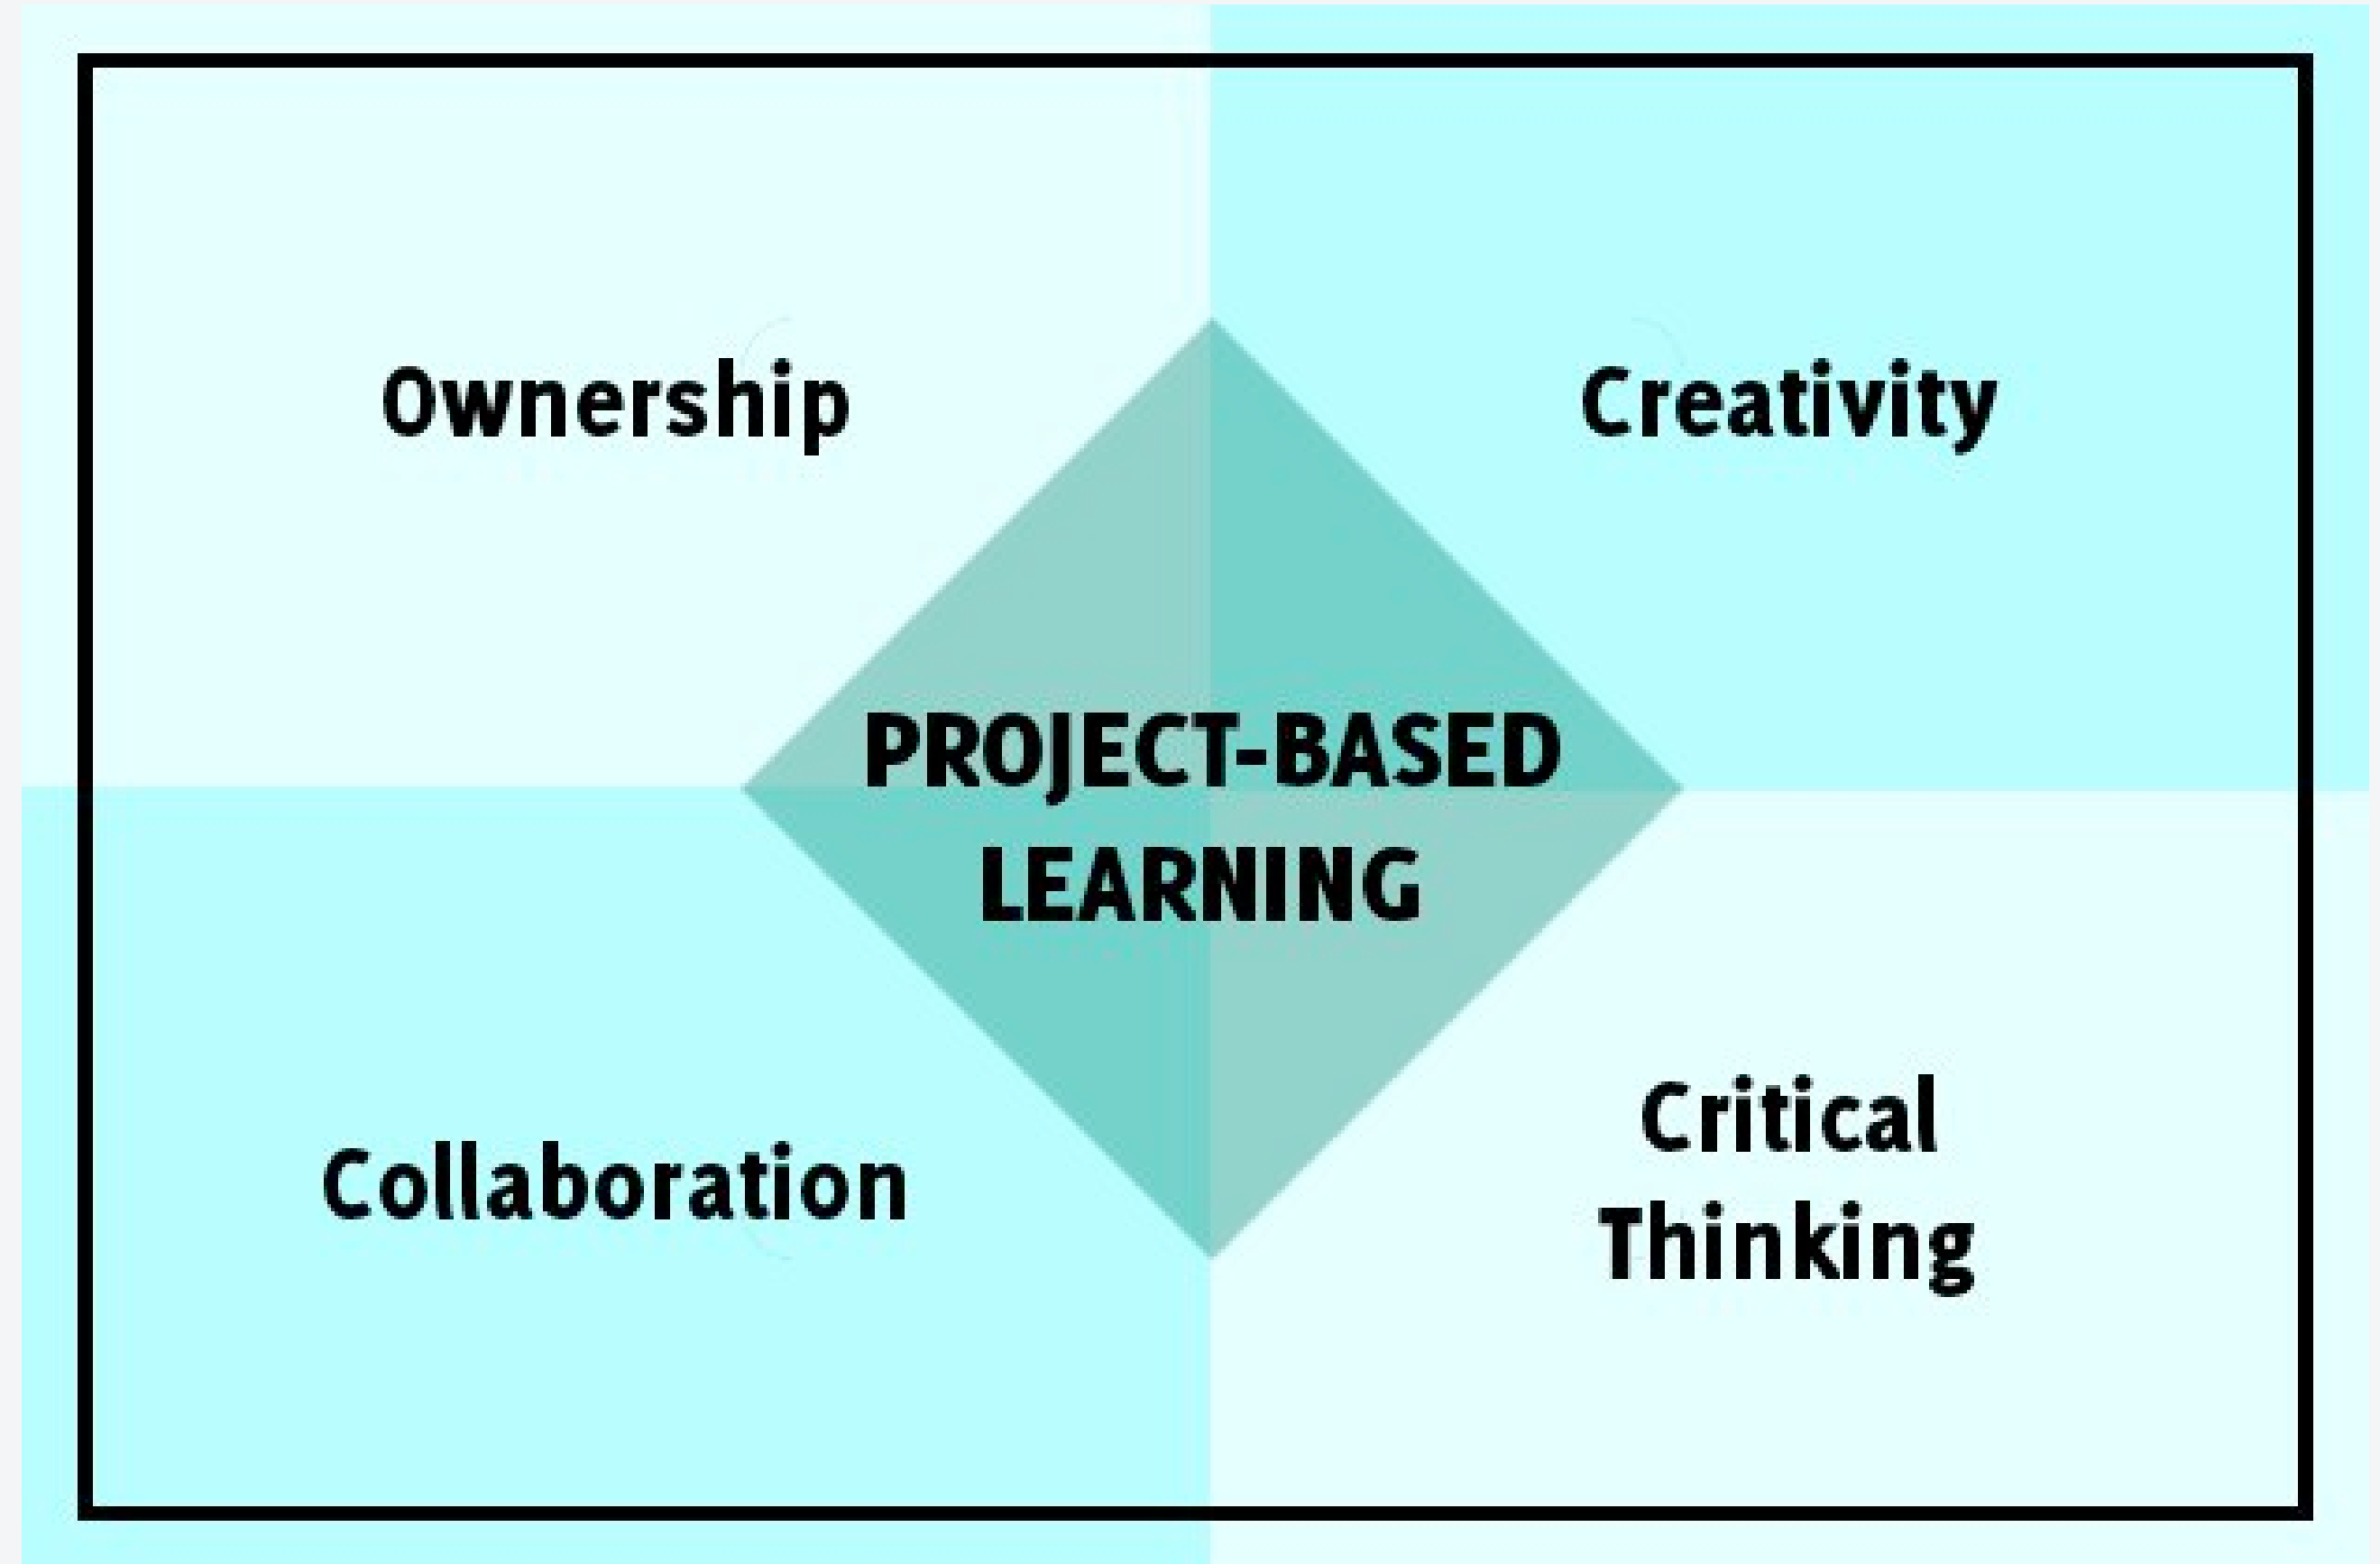 Ownership
Creativity
PROJECT-BASED
LEARNING
Collaboration
Critical
Thinking